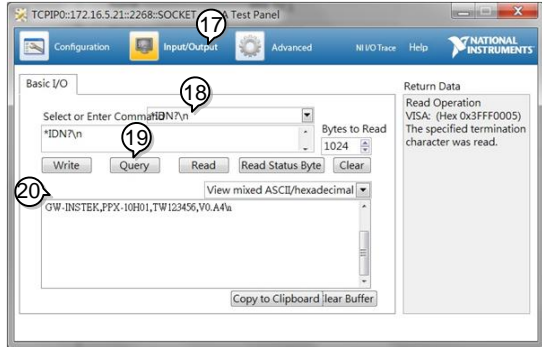 TCPIP0::172.16.5.21::2268::SOCKET A Test Panel
17
Configuration
Input/Output
Advanced
NI I/O Trace
Help
NATIONAL
INSTRUMENTS
Basic I/O
18
Select or Enter Command
*IDN?\n
*IDN?\n
19
Bytes to Read
1024
Write
Query
Read
Read Status Byte
Clear
20
View mixed ASCII/hexadecimal
GW-INSTEK,PPX-10H01,TW123456,V0.A4\n
Copy to Clipboard
lear Buffer
Return Data
Read Operation
VISA: (Hex 0x3FFF0005)
The specified termination
character was read.